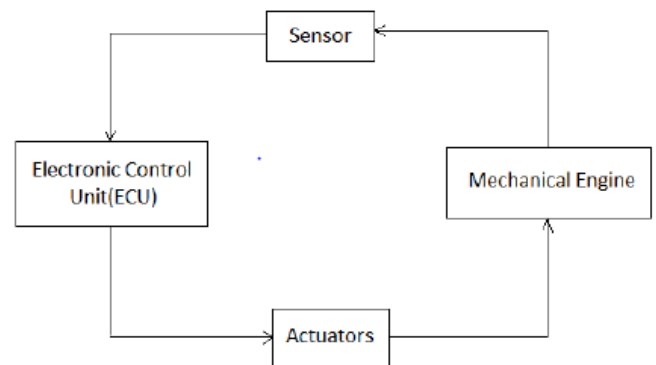 Sensor
Electronic Control
Unit(ECU)
Mechanical Engine
Actuators